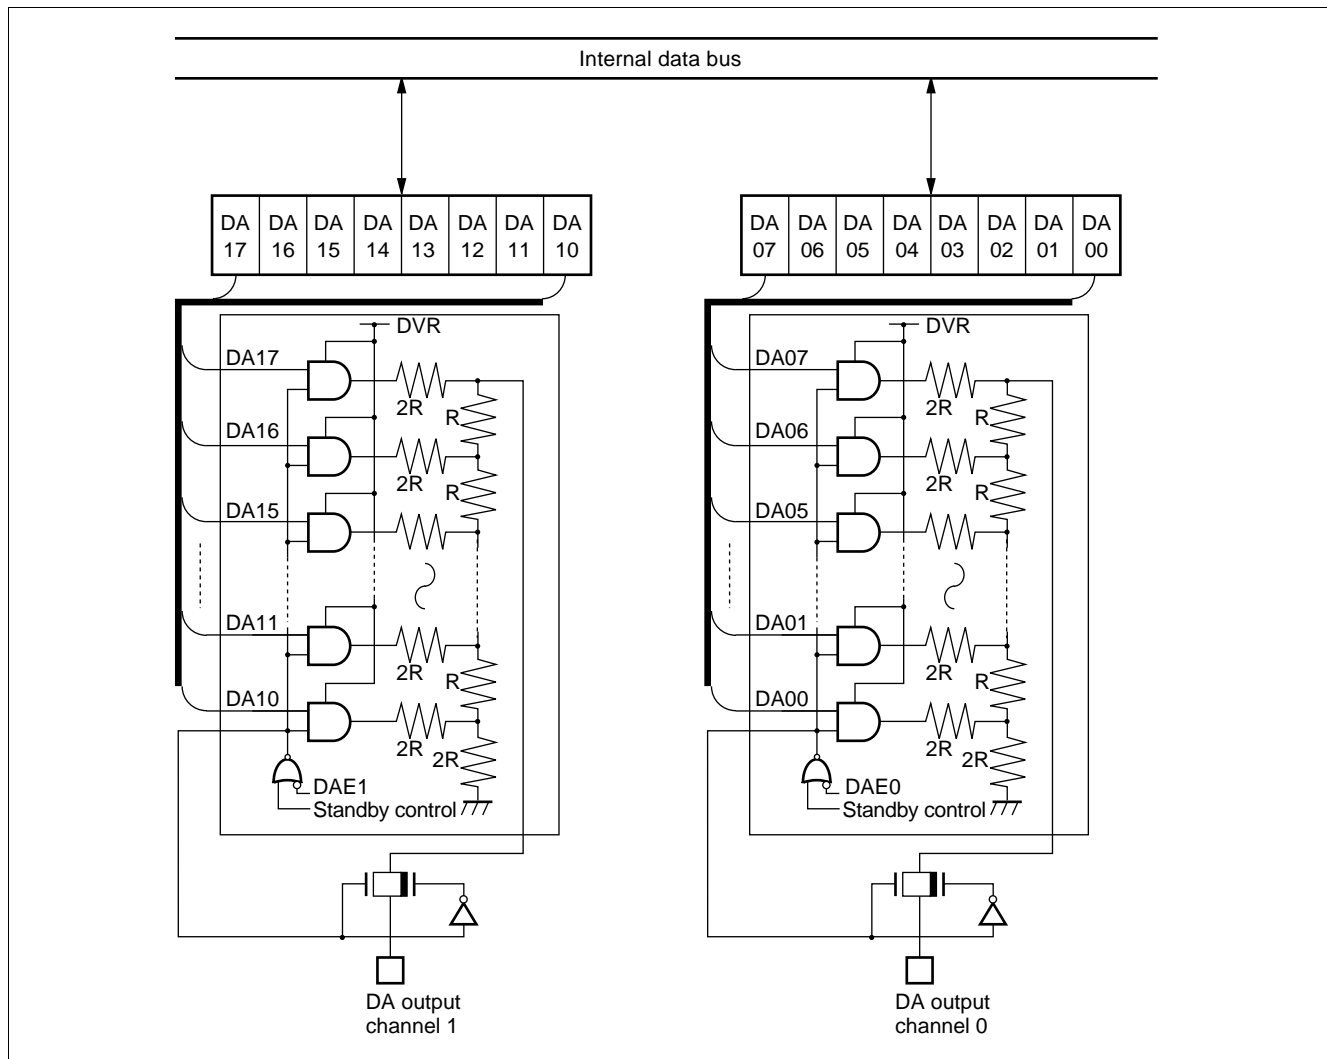 Internal data bus
DA 17 DA 16 DA 15 DA 14 DA 13 DA 12 DA 11 DA 10
DA 07 DA 06 DA 05 DA 04 DA 03 DA 02 DA 01 DA 00
DVR
DA17
2R
R
DA16
2R
R
DA15
DA11
2R
R
DA10
2R
2R
DAE1
Standby control
DA output
channel 1
DVR
DA07
2R
R
DA06
2R
R
DA05
DA01
2R
R
DA00
2R
2R
DAE0
Standby control
DA output
channel 0